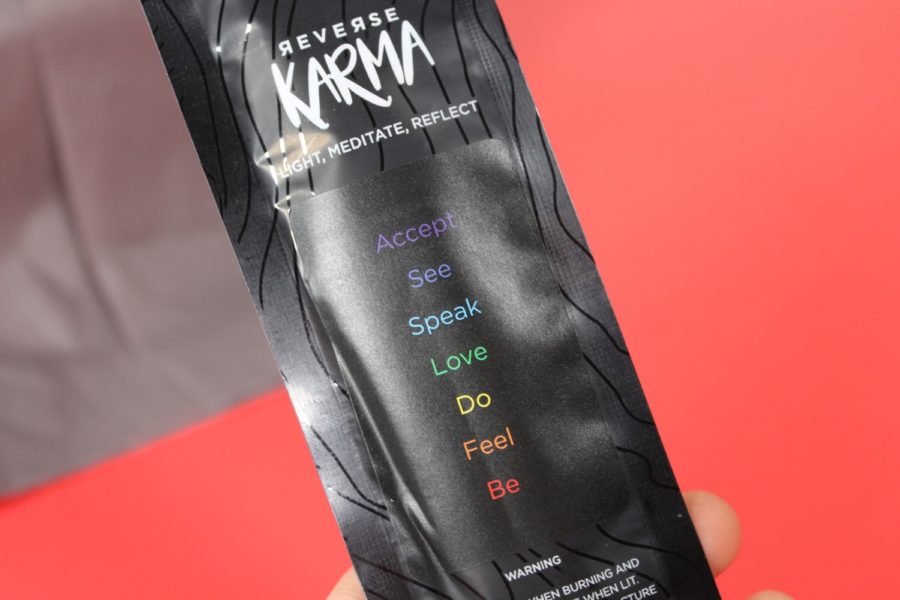 REVERSE
KARMA
LIGHT, MEDITATE, REFLECT
Accept
See
Speak
Love
Do
Feel
Be
WARNING
WHEN BURNING AND
WHEN LIT.